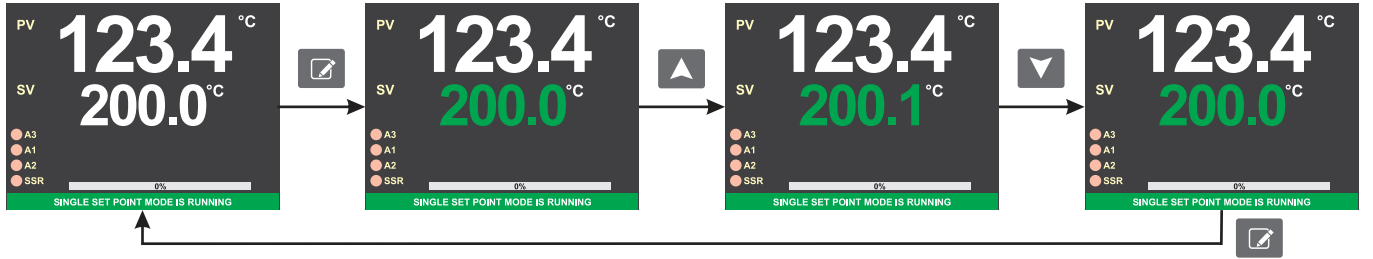 PV 123.4 °C
SV 200.0 °C
A3
A1
A2
SSR
0%
SINGLE SET POINT MODE IS RUNNING
PV 123.4 °C
SV 200.0 °C
A3
A1
A2
SSR
0%
SINGLE SET POINT MODE IS RUNNING
PV 123.4 °C
SV 200.1 °C
A3
A1
A2
SSR
0%
SINGLE SET POINT MODE IS RUNNING
PV 123.4 °C
SV 200.0 °C
A3
A1
A2
SSR
0%
SINGLE SET POINT MODE IS RUNNING